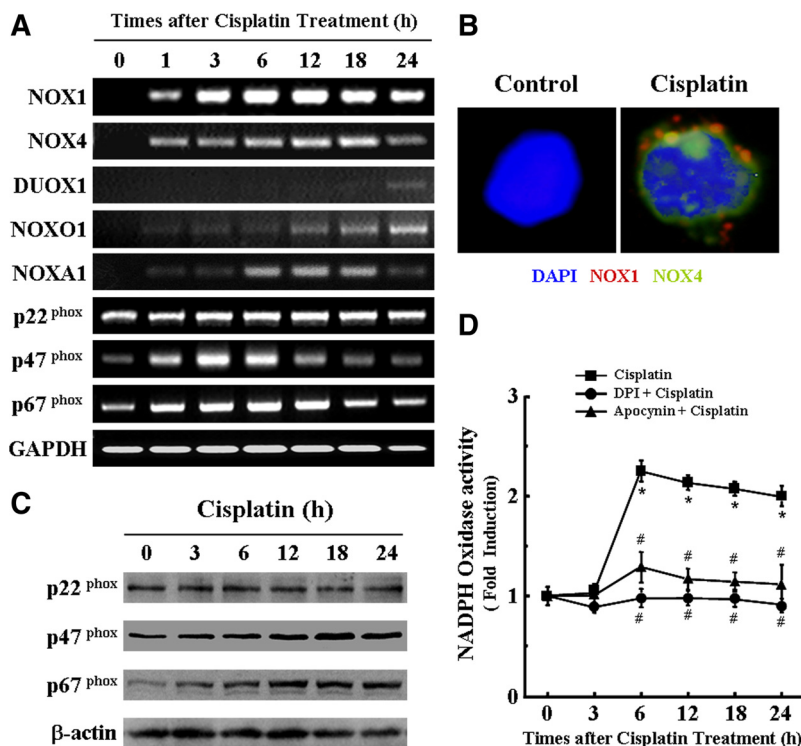 A
Times after Cisplatin Treatment (h)
0 1 3 6 12 18 24
NOX1
NOX4
DUOX1
NOXO1
NOXA1
p22 phox
p47 phox
p67 phox
GAPDH
B
Control Cisplatin
DAPI NOX1 NOX4
C
Cisplatin (h)
0 3 6 12 18 24
p22 phox
p47 phox
p67 phox
β-actin
D
Cisplatin
DPI + Cisplatin
Apocynin + Cisplatin
NADPH Oxidase activity
( Fold Induction)
3
2
1
0
* * * *
# # # #
# # # #
0 3 6 12 18 24
Times after Cisplatin Treatment (h)